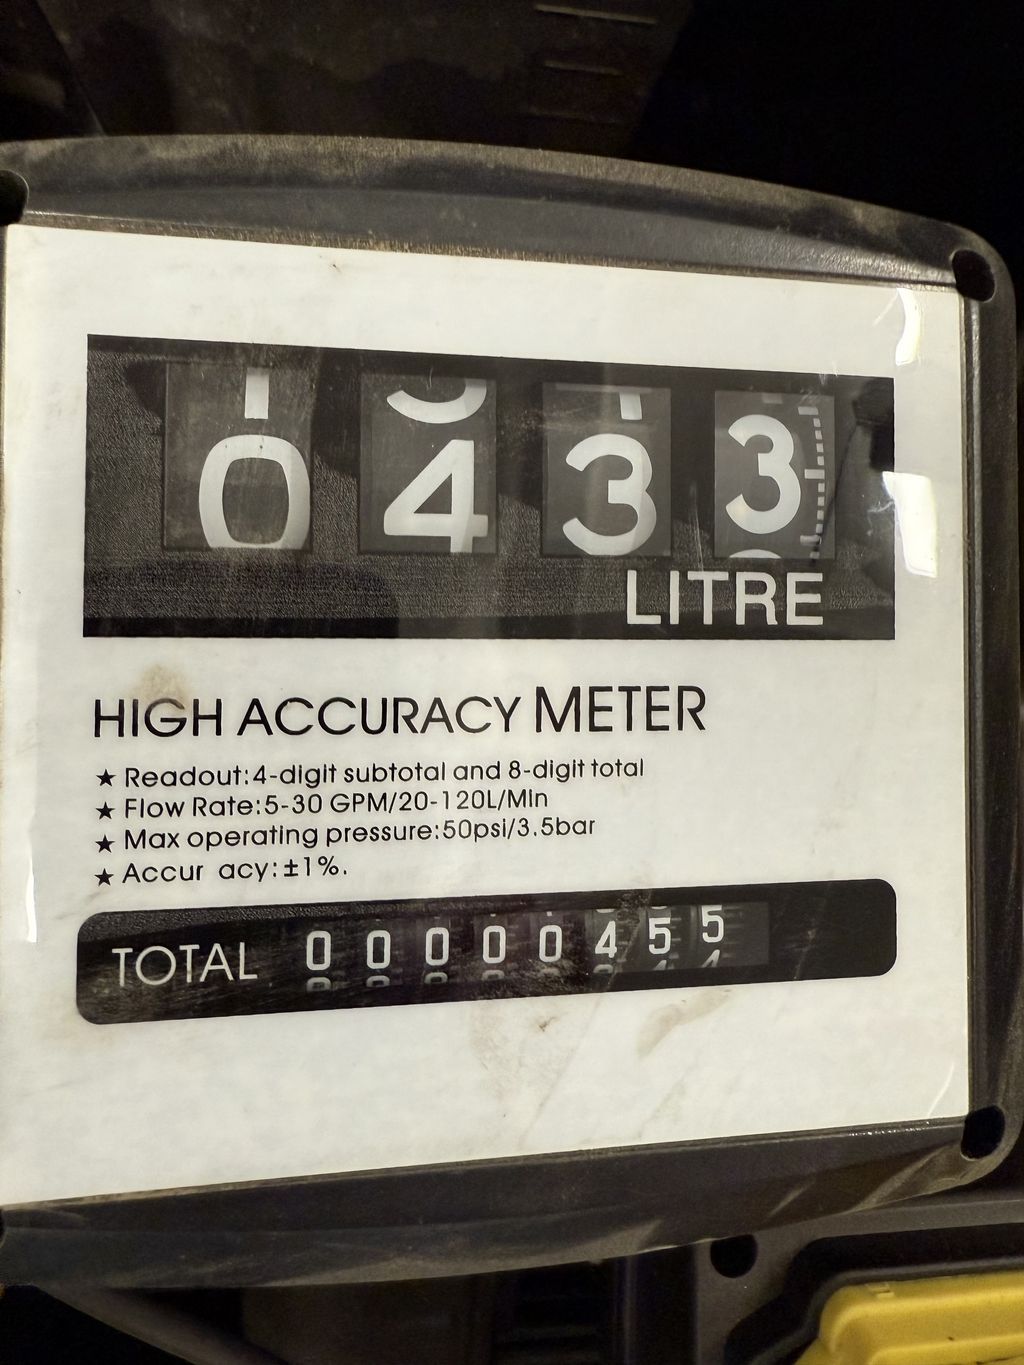 0433
LITRE
HIGH ACCURACY METER
★ Readout:4-digit subtotal and 8-digit total
★ Flow Rate:5-30 GPM/20-120L/MIn
★ Max operating pressure:50psi/3.5bar
★ Accur acy:±1%.
TOTAL 00000455